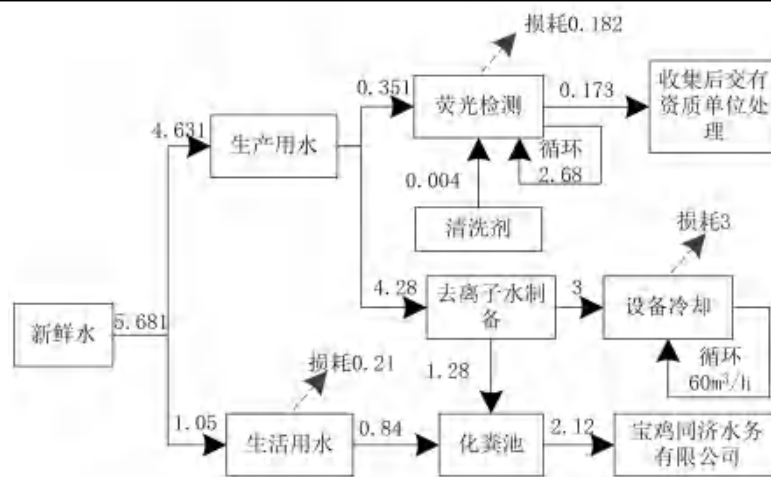 损耗0.182
0.351
荧光检测
0.173
收集后交有
资质单位处
理
4.631
生产用水
循环
2.68
0.004
清洗剂
损耗3
4.28
去离子水制
备
3
设备冷却
新鲜水
5.681
循环
60m³/h
损耗0.21
1.28
1.05
生活用水
0.84
化粪池
2.12
宝鸡同济水务
有限公司